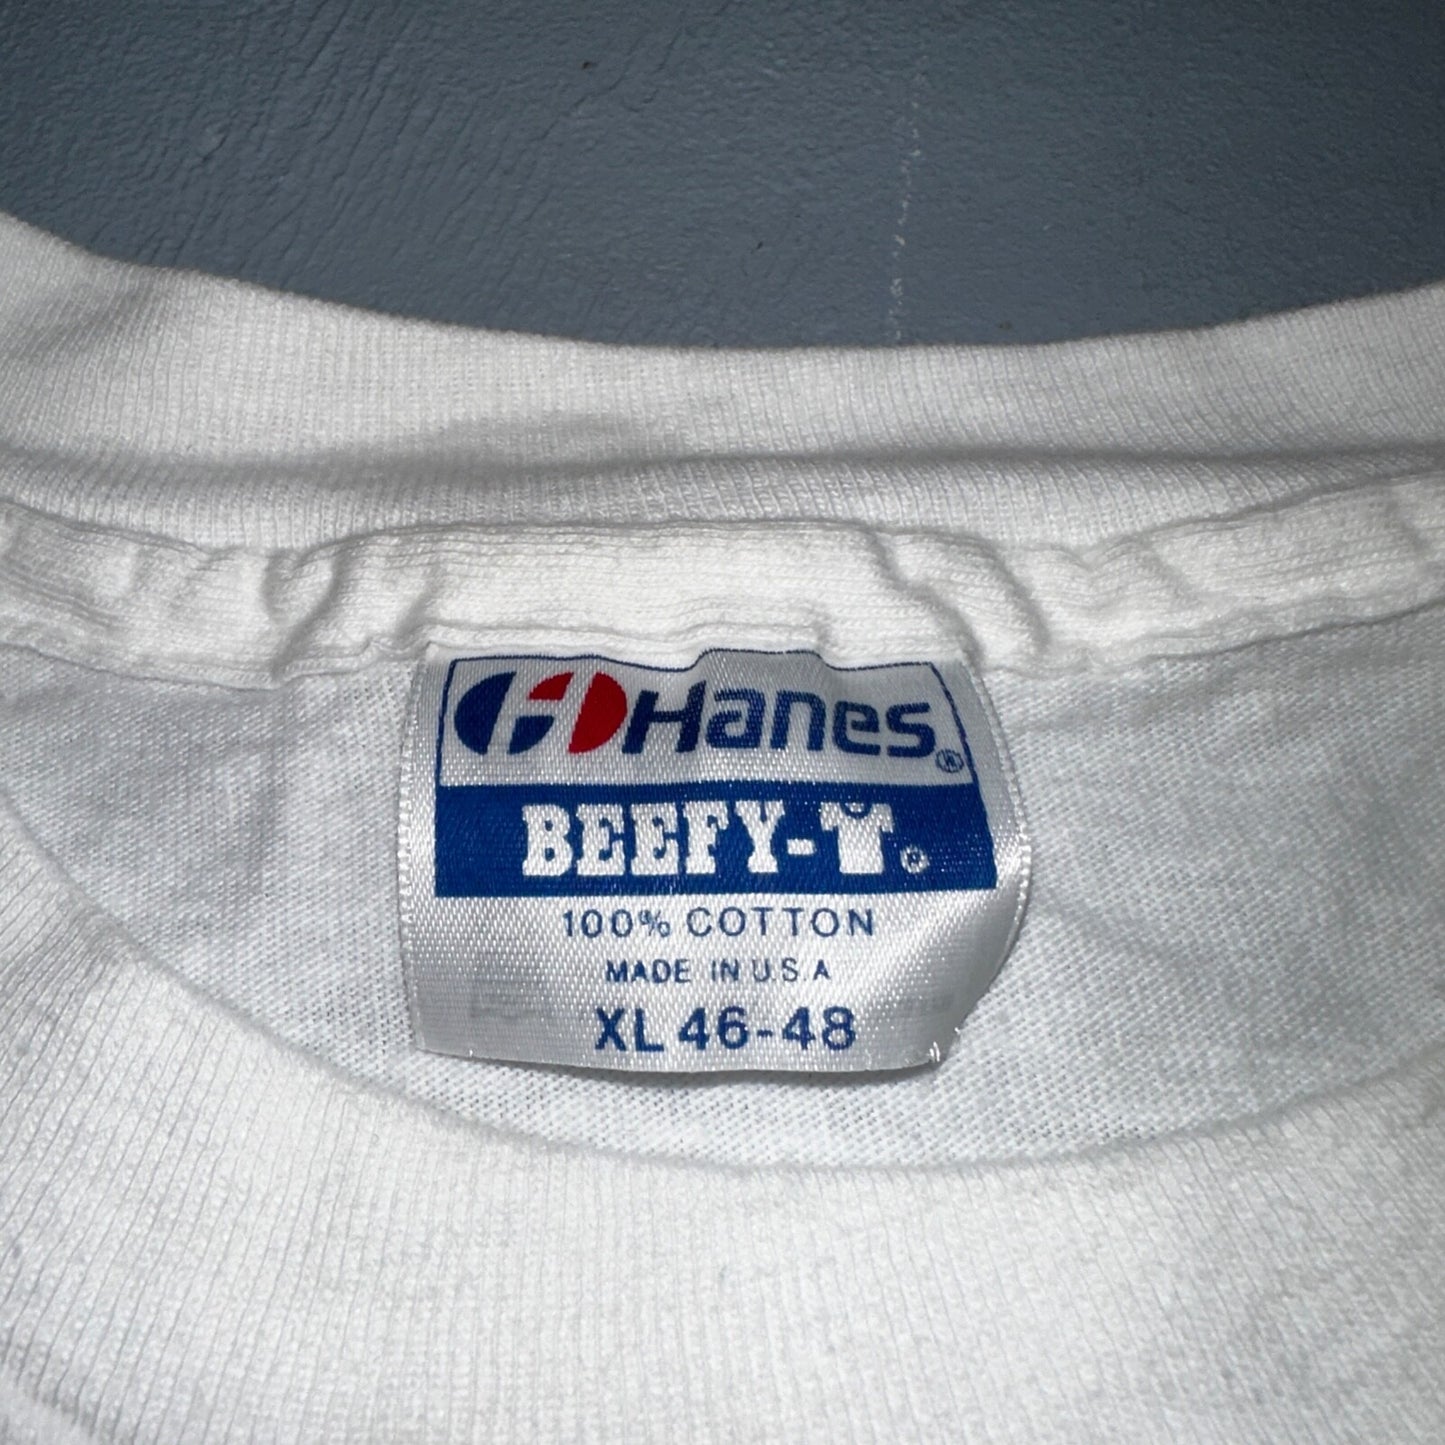 Hanes®
BEEFY-T®
100% COTTON
MADE IN U.S.A
XL 46-48